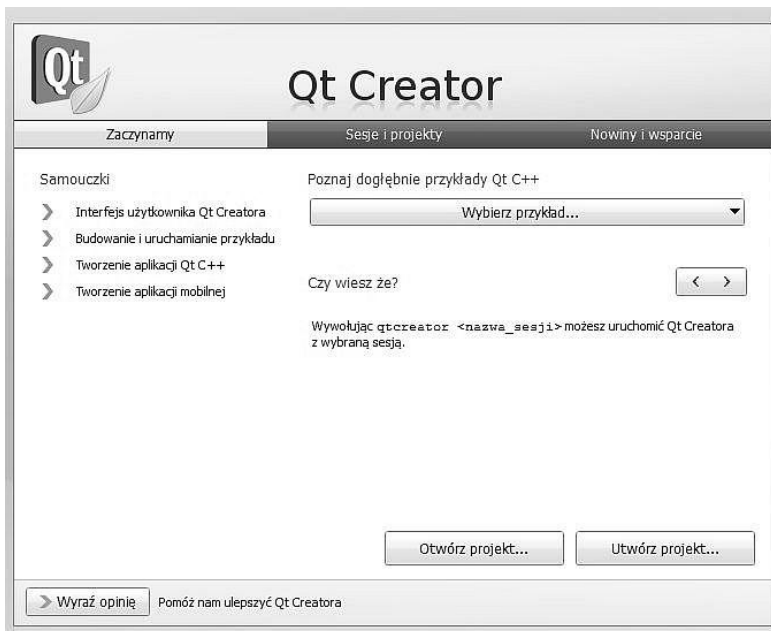 Qt
Qt Creator
Zaczynamy
Sesje i projekty
Nowiny i wsparcie
Samouczki
Interfejs użytkownika Qt Creatora
Budowanie i uruchamianie przykładu
Tworzenie aplikacji Qt C++
Tworzenie aplikacji mobilnej
Poznaj dogłębnie przykłady Qt C++
Wybierz przykład...
Czy wiesz że?
Wywołując qtcreator <nazwa_sesji> możesz uruchomić Qt Creatora
z wybraną sesją.
Otwórz projekt...
Utwórz projekt...
Wyraź opinię
Pomóż nam ulepszyć Qt Creatora